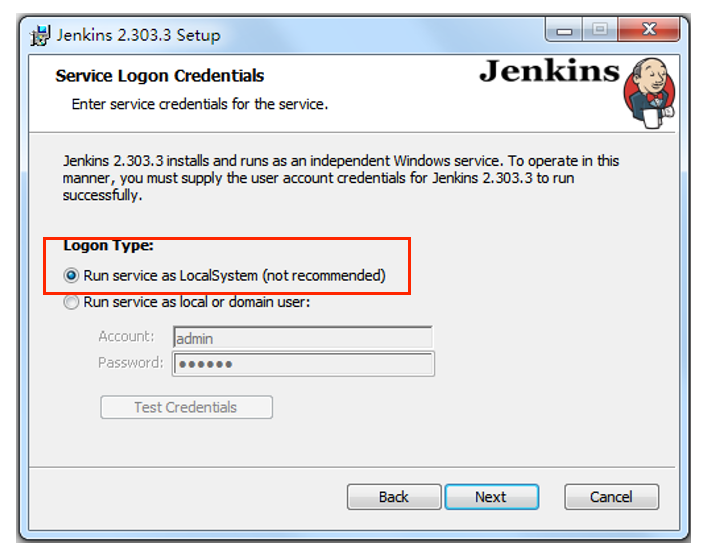 Jenkins 2.303.3 Setup
Service Logon Credentials
Jenkins
Enter service credentials for the service.
Jenkins 2.303.3 installs and runs as an independent Windows service. To operate in this
manner, you must supply the user account credentials for Jenkins 2.303.3 to run
successfully.
Logon Type:
Run service as LocalSystem (not recommended)
Run service as local or domain user:
Account: admin
Password: ●●●●●●
Test Credentials
Back Next Cancel